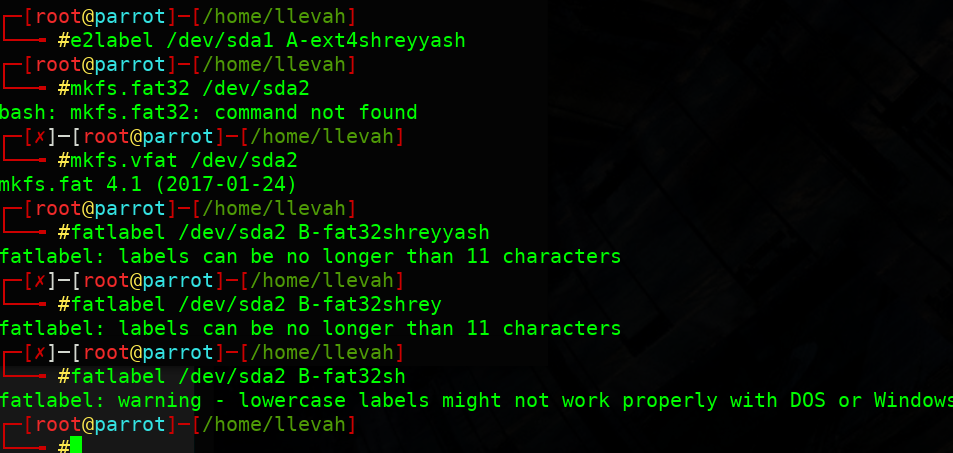 ┌─[root@parrot]─[/home/llevah]
└──╼ #e2label /dev/sda1 A-ext4shreyyash
┌─[root@parrot]─[/home/llevah]
└──╼ #mkfs.fat32 /dev/sda2
bash: mkfs.fat32: command not found
┌─[✗]─[root@parrot]─[/home/llevah]
└──╼ #mkfs.vfat /dev/sda2
mkfs.fat 4.1 (2017-01-24)
┌─[root@parrot]─[/home/llevah]
└──╼ #fatlabel /dev/sda2 B-fat32shreyyash
fatlabel: labels can be no longer than 11 characters
┌─[✗]─[root@parrot]─[/home/llevah]
└──╼ #fatlabel /dev/sda2 B-fat32shrey
fatlabel: labels can be no longer than 11 characters
┌─[✗]─[root@parrot]─[/home/llevah]
└──╼ #fatlabel /dev/sda2 B-fat32sh
fatlabel: warning - lowercase labels might not work properly with DOS or Windows
┌─[root@parrot]─[/home/llevah]
└──╼ #